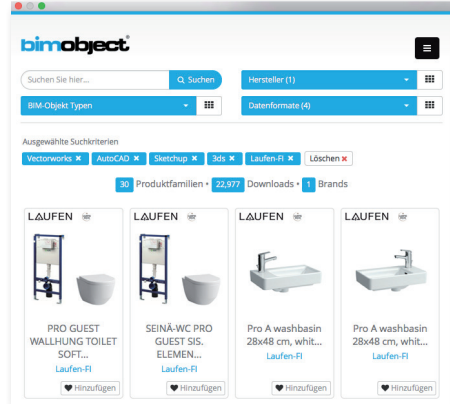 bimobject
Suchen Sie hier...
Suchen
Hersteller (1)
BIM-Objekt Typen
Datenformate (4)
Ausgewählte Suchkriterien
Vectorworks × AutoCAD × Sketchup × 3ds × Laufen-FI × Löschen ×
30 Produktfamilien • 22,977 Downloads • 1 Brands
LAUFEN
LAUFEN
LAUFEN
LAUFEN
PRO GUEST
WALLHUNG TOILET
SOFT...
Laufen-FI
Hinzufügen
SEINÄ-WC PRO
GUEST SIS.
ELEMEN...
Laufen-FI
Hinzufügen
Pro A washbasin
28x48 cm, whit...
Laufen-FI
Hinzufügen
Pro A washbasin
28x48 cm, whit...
Laufen-FI
Hinzufügen